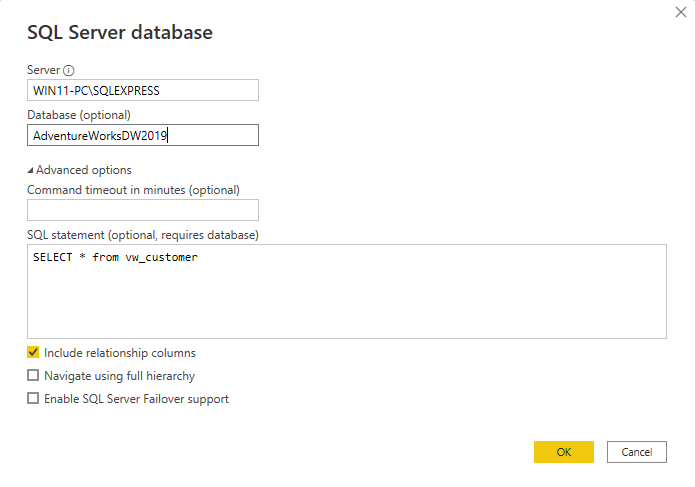 SQL Server database
Server
WIN11-PC\SQLEXPRESS
Database (optional)
AdventureWorksDW2019
Advanced options
Command timeout in minutes (optional)
SQL statement (optional, requires database)
SELECT * from vw_customer
Include relationship columns
Navigate using full hierarchy
Enable SQL Server Failover support
OK Cancel